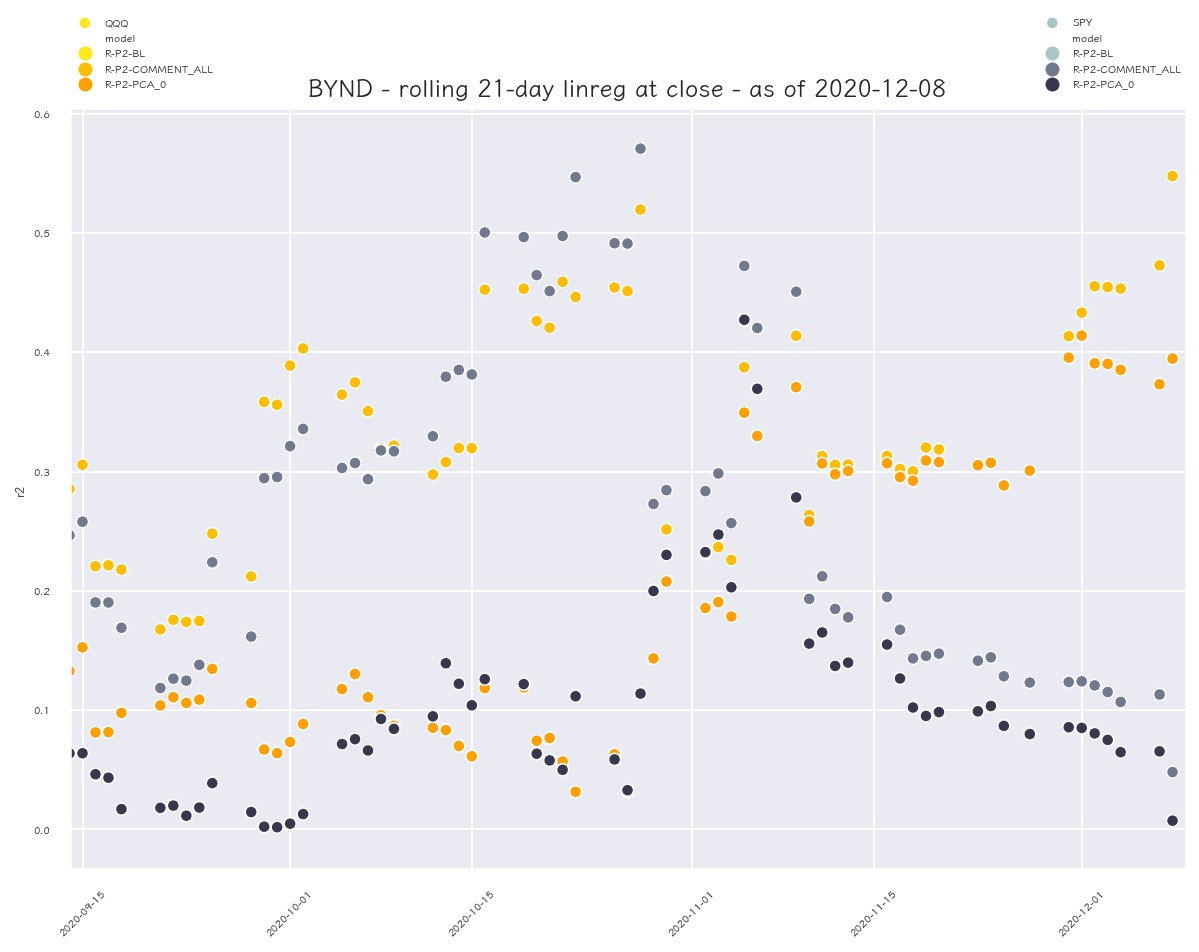 QQQ
model
R-P2-BL
R-P2-COMMENT_ALL
R-P2-PCA_0
SPY
model
R-P2-BL
R-P2-COMMENT_ALL
R-P2-PCA_0
BYND - rolling 21-day linreg at close - as of 2020-12-08
0.6
0.5
0.4
0.3
0.2
0.1
0.0
r2
2020-09-15
2020-10-01
2020-10-15
2020-11-01
2020-11-15
2020-12-01